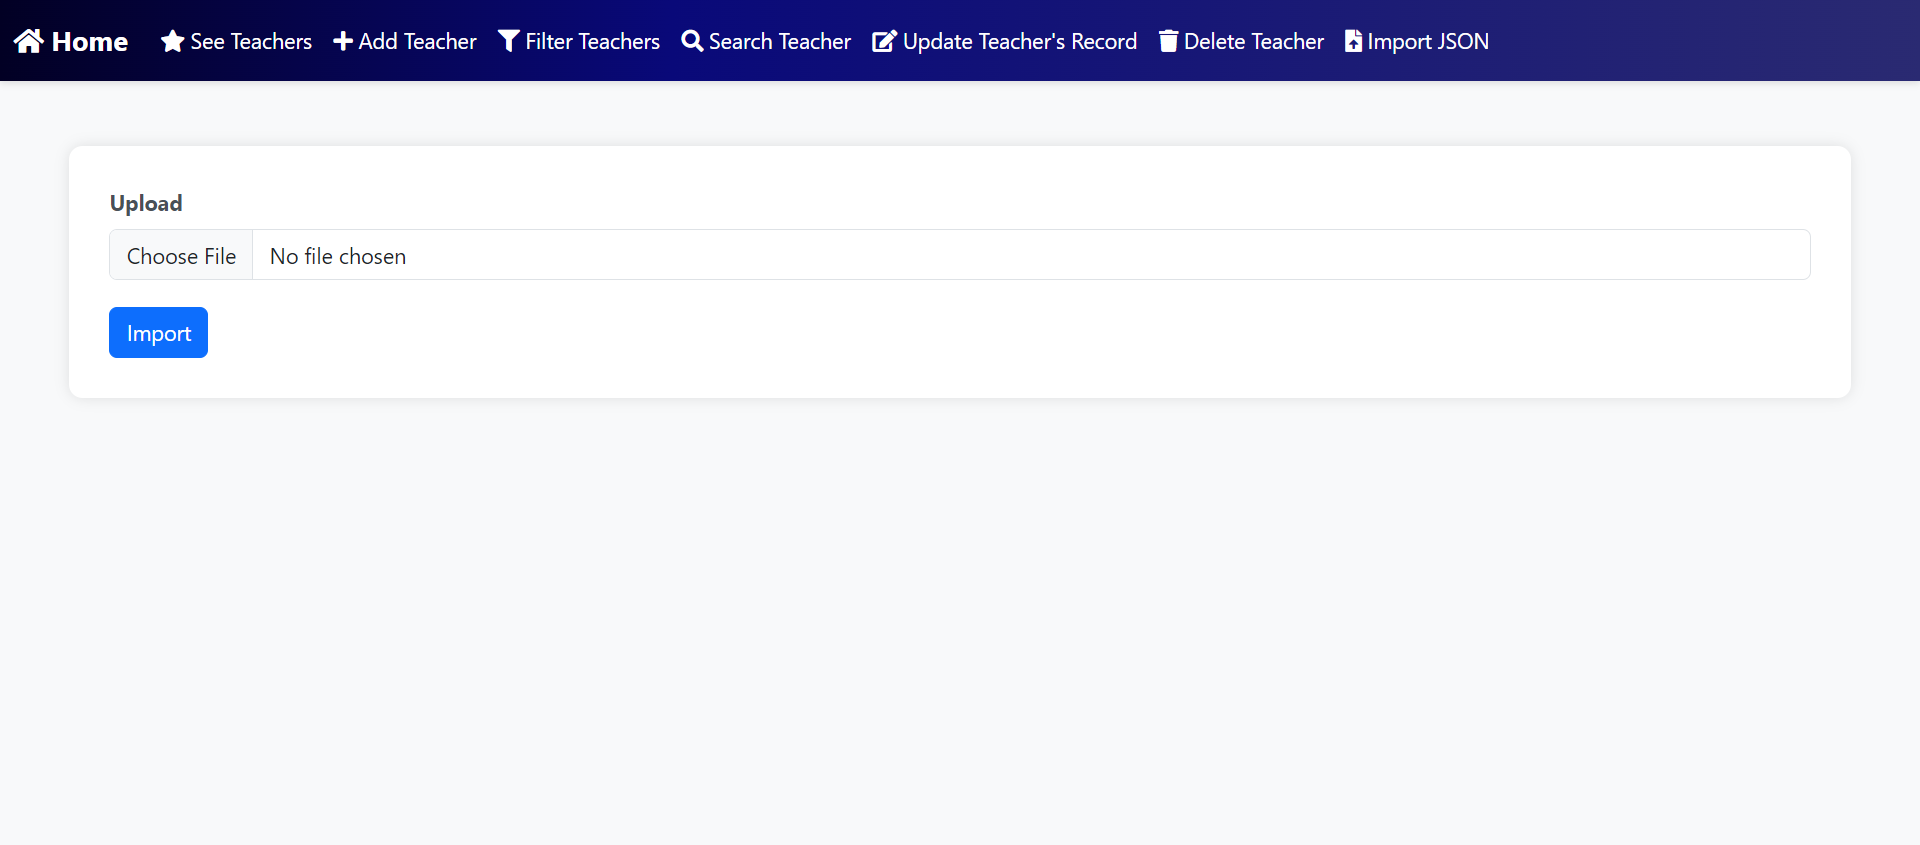 Home See Teachers Add Teacher Filter Teachers Search Teacher Update Teacher's Record Delete Teacher Import JSON
Upload
Choose File No file chosen
Import